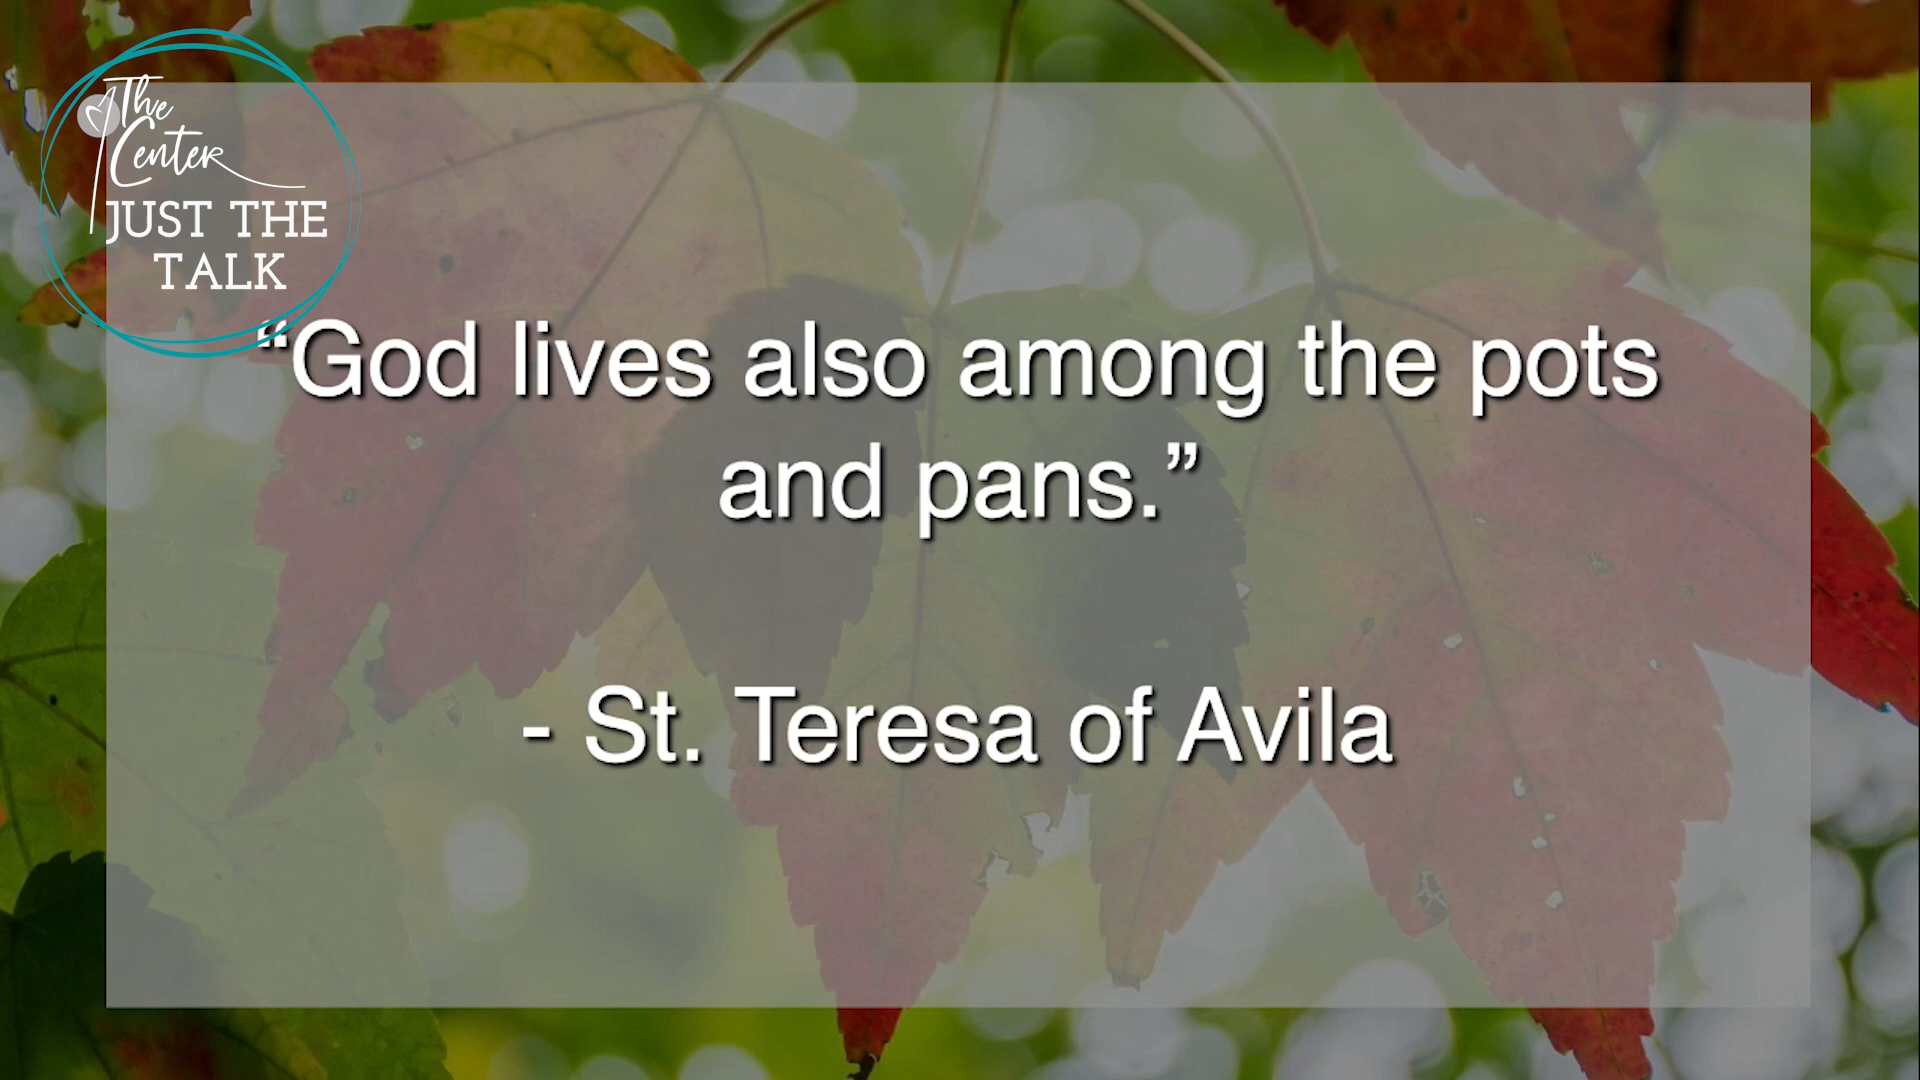 The
Center
JUST THE
TALK
“God lives also among the pots
and pans.”
- St. Teresa of Avila